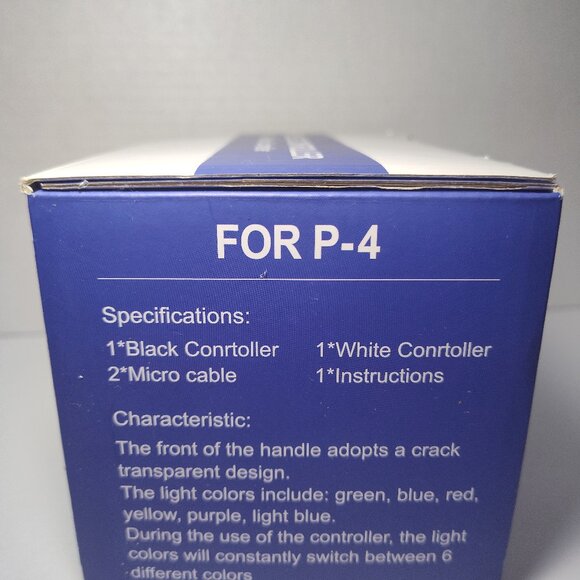 FOR P-4
Specifications:
1*Black Conrtoller 1*White Conrtoller
2*Micro cable 1*Instructions
Characteristic:
The front of the handle adopts a crack
transparent design.
The light colors include: green, blue, red,
yellow, purple, light blue.
During the use of the controller, the light
colors will constantly switch between 6
different colors